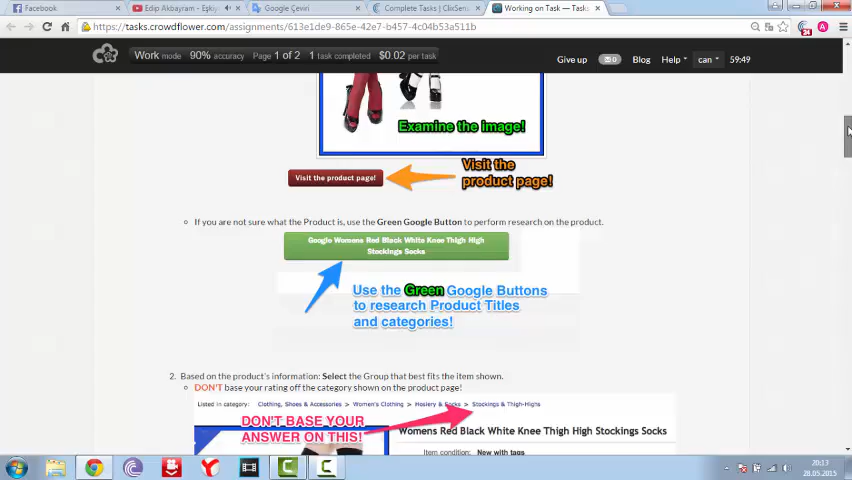 Facebook
Edip Akbayram - Eşkiy
Google Çeviri
Complete Tasks | ClixSen
Working on Task — Tasks
https://tasks.crowdflower.com/assignments/613e1de9-865e-42e7-b457-4c04b53a511b
Work mode
90% accuracy
Page 1 of 2
1 task completed
$0.02 per task
Give up
0
Blog
Help
can
59:49
Examine the image!
Visit the product page!
Visit the
product page!
If you are not sure what the Product is, use the Green Google Button to perform research on the product.
Google Womens Red Black White Knee Thigh High
Stockings Socks
Use the Green Google Buttons
to research Product Titles
and categories!
2. Based on the product's information: Select the Group that best fits the item shown.
DON'T base your rating off the category shown on the product page!
Listed in category: Clothing, Shoes & Accessories > Women's Clothing > Hosiery & Socks > Stockings & Thigh-Highs
DON'T BASE YOUR
ANSWER ON THIS!
Womens Red Black White Knee Thigh High Stockings Socks
Item condition: New with tags
20:13
28.05.2015